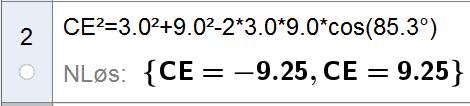 2
CE²=3.0²+9.0²-2*3.0*9.0*cos(85.3°)
NLøs: {CE = −9.25, CE = 9.25}